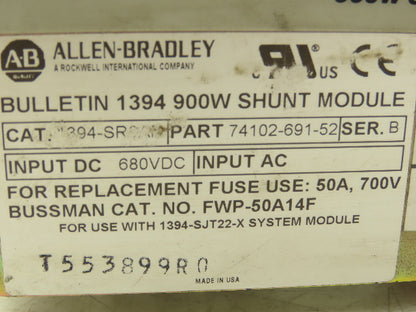 AB ALLEN-BRADLEY
A ROCKWELL INTERNATIONAL COMPANY
c UR US CE
BULLETIN 1394 900W SHUNT MODULE
CAT. PART 74102-691-52 SER. B
INPUT DC 680VDC INPUT AC
FOR REPLACEMENT FUSE USE: 50A, 700V
BUSSMAN CAT. NO. FWP-50A14F
FOR USE WITH 1394-SJT22-X SYSTEM MODULE
T553899R0
MADE IN USA